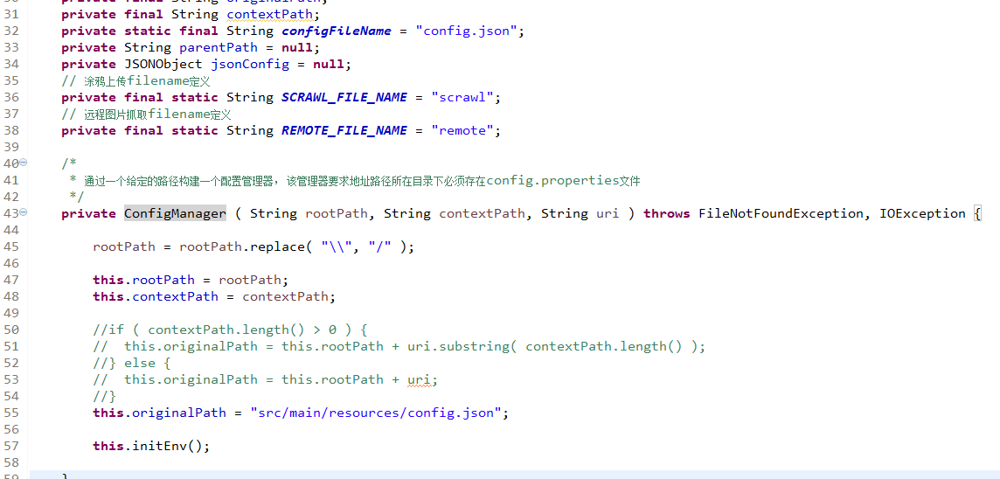 31 private final String contextPath;
32 private static final String configFileName = "config.json";
33 private String parentPath = null;
34 private JSONObject jsonConfig = null;
35 // 涂鸦上传filename定义
36 private final static String SCRAWL_FILE_NAME = "scrawl";
37 // 远程图片抓取filename定义
38 private final static String REMOTE_FILE_NAME = "remote";
39
40 /*
41 * 通过一个给定的路径构建一个配置管理器, 该管理器要求地址路径所在目录下必须存在config.properties文件
42 */
43 private ConfigManager ( String rootPath, String contextPath, String uri ) throws FileNotFoundException, IOException {
44
45 rootPath = rootPath.replace( "\\", "/" );
46
47 this.rootPath = rootPath;
48 this.contextPath = contextPath;
49
50 //if ( contextPath.length() > 0 ) {
51 // this.originalPath = this.rootPath + uri.substring( contextPath.length() );
52 //} else {
53 // this.originalPath = this.rootPath + uri;
54 //}
55 this.originalPath = "src/main/resources/config.json";
56
57 this.initEnv();
58